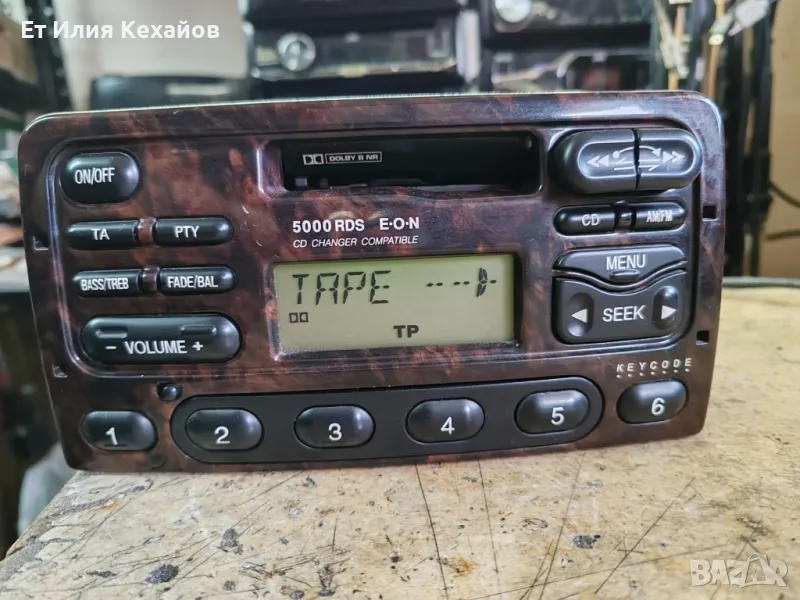 Ет Илия Кехайов
DOLBY B NR
ON/OFF
5000 RDS E·O·N
CD CHANGER COMPATIBLE
CD AM/FM
TA PTY
MENU
BASS/TREB FADE/BAL
TAPE
TP
SEEK
- VOLUME +
KEYCODE
1 2 3 4 5 6
BAZAR